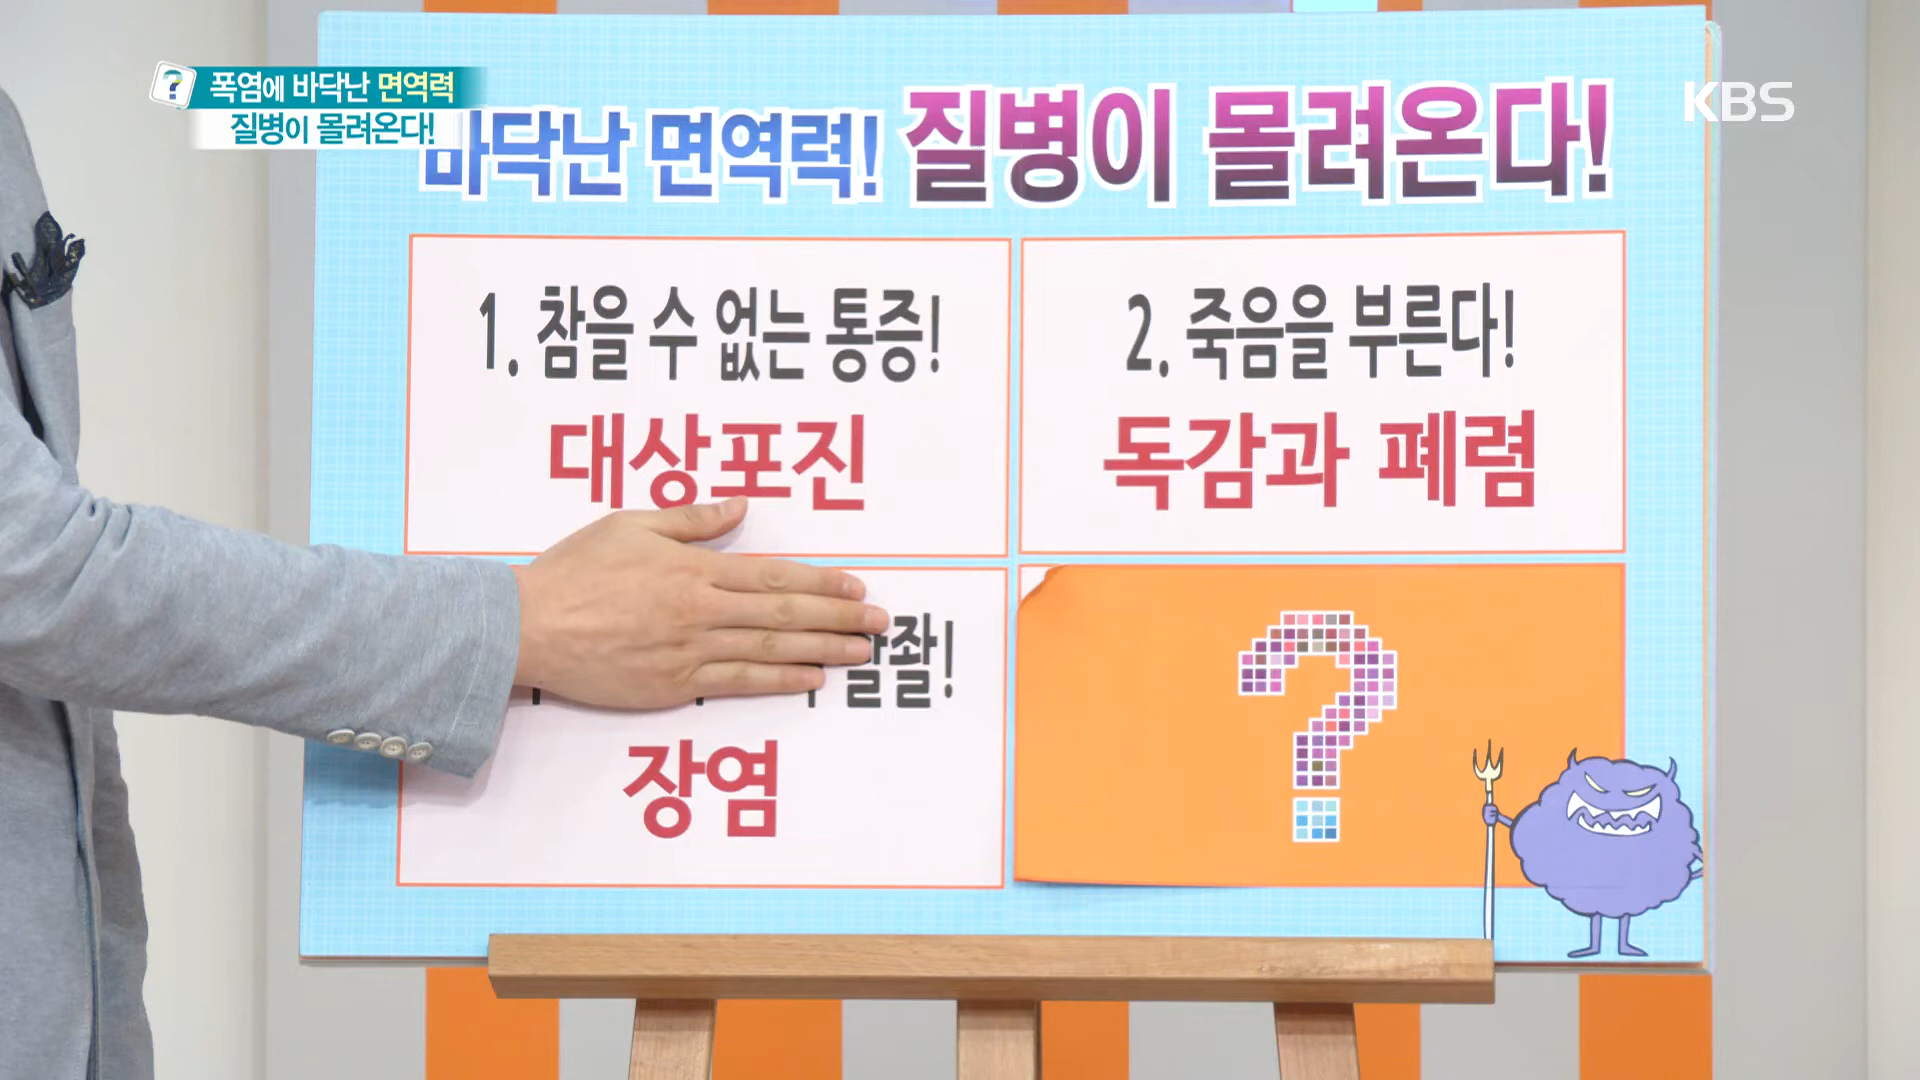 폭염에 바닥난 면역력
질병이 몰려온다!
KBS
바닥난 면역력! 질병이 몰려온다!
1. 참을 수 없는 통증!
대상포진
2. 죽음을 부른다!
독감과 폐렴
좔좔!
장염
?